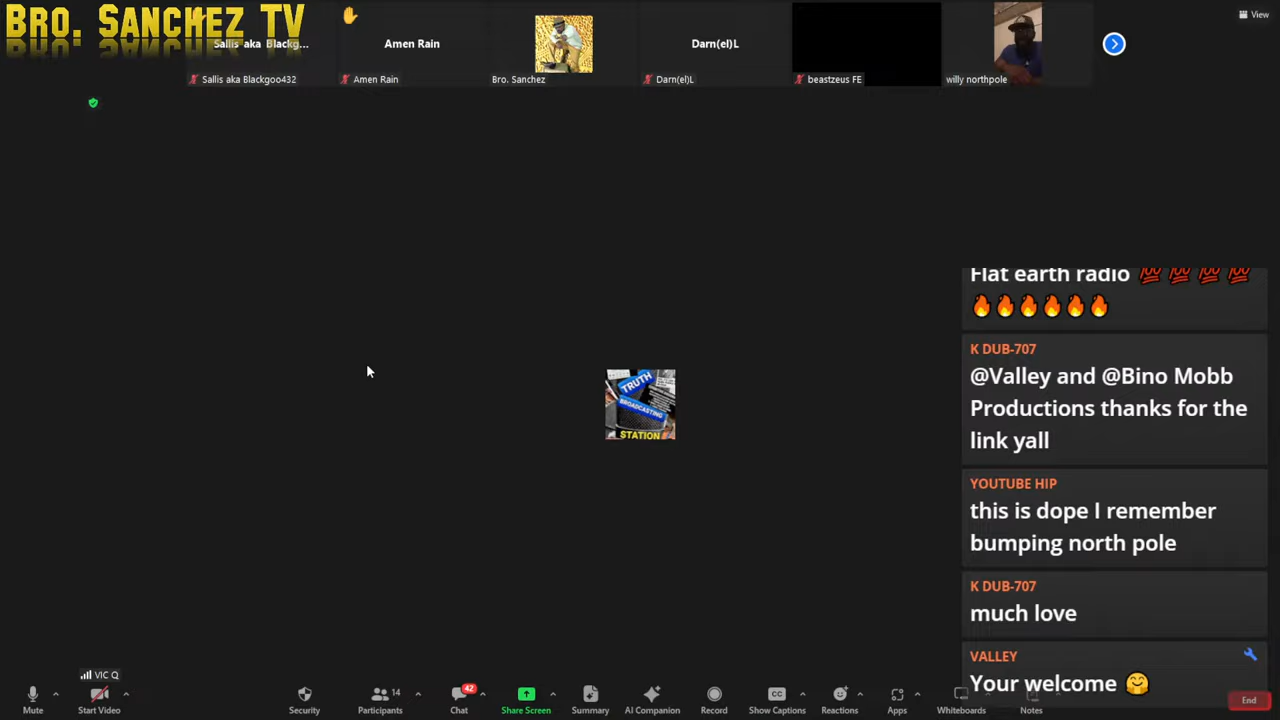 BRO. SANCHEZ TV
Sallis aka Blackg...
Amen Rain
Darn(el)L
View
Sallis aka Blackgoo432
Amen Rain
Bro. Sanchez
Darn(el)L
beastzeus FE
willy northpole
Flat earth radio 💯💯💯💯
🔥🔥🔥🔥🔥🔥
K DUB-707
@Valley and @Bino Mobb
Productions thanks for the
link yall
TRUTH
BROADCASTING
STATION
YOUTUBE HIP
this is dope I remember
bumping north pole
K DUB-707
much love
VALLEY
Your welcome 🤗
VIC Q
Mute
Start Video
Security
Participants 14
Chat 42
Share Screen
Summary
AI Companion
Record
CC
Show Captions
Reactions
Apps
Whiteboards
Notes
End